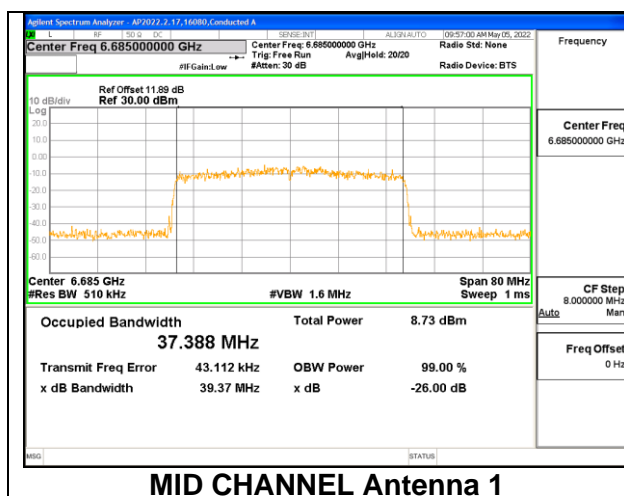 Agilent Spectrum Analyzer - AP2022.2.17,16080,Conducted A
L RF 50 Ω DC SENSE:INT ALIGN AUTO 09:57:00 AM May 05, 2022
Center Freq 6.685000000 GHz Center Freq: 6.685000000 GHz Radio Std: None Frequency
Trig: Free Run Avg|Hold: 20/20
#IFGain:Low #Atten: 30 dB Radio Device: BTS
Ref Offset 11.89 dB
10 dB/div Ref 30.00 dBm
Log
20.0
10.0
0.00
-10.0
-20.0
-30.0
-40.0
-50.0
-60.0
Center Freq
6.685000000 GHz
Center 6.685 GHz Span 80 MHz
#Res BW 510 kHz #VBW 1.6 MHz Sweep 1 ms
CF Step
8.000000 MHz
Auto Man
Occupied Bandwidth Total Power 8.73 dBm
37.388 MHz
Transmit Freq Error 43.112 kHz OBW Power 99.00 %
x dB Bandwidth 39.37 MHz x dB -26.00 dB
Freq Offset
0 Hz
MSG STATUS
MID CHANNEL Antenna 1